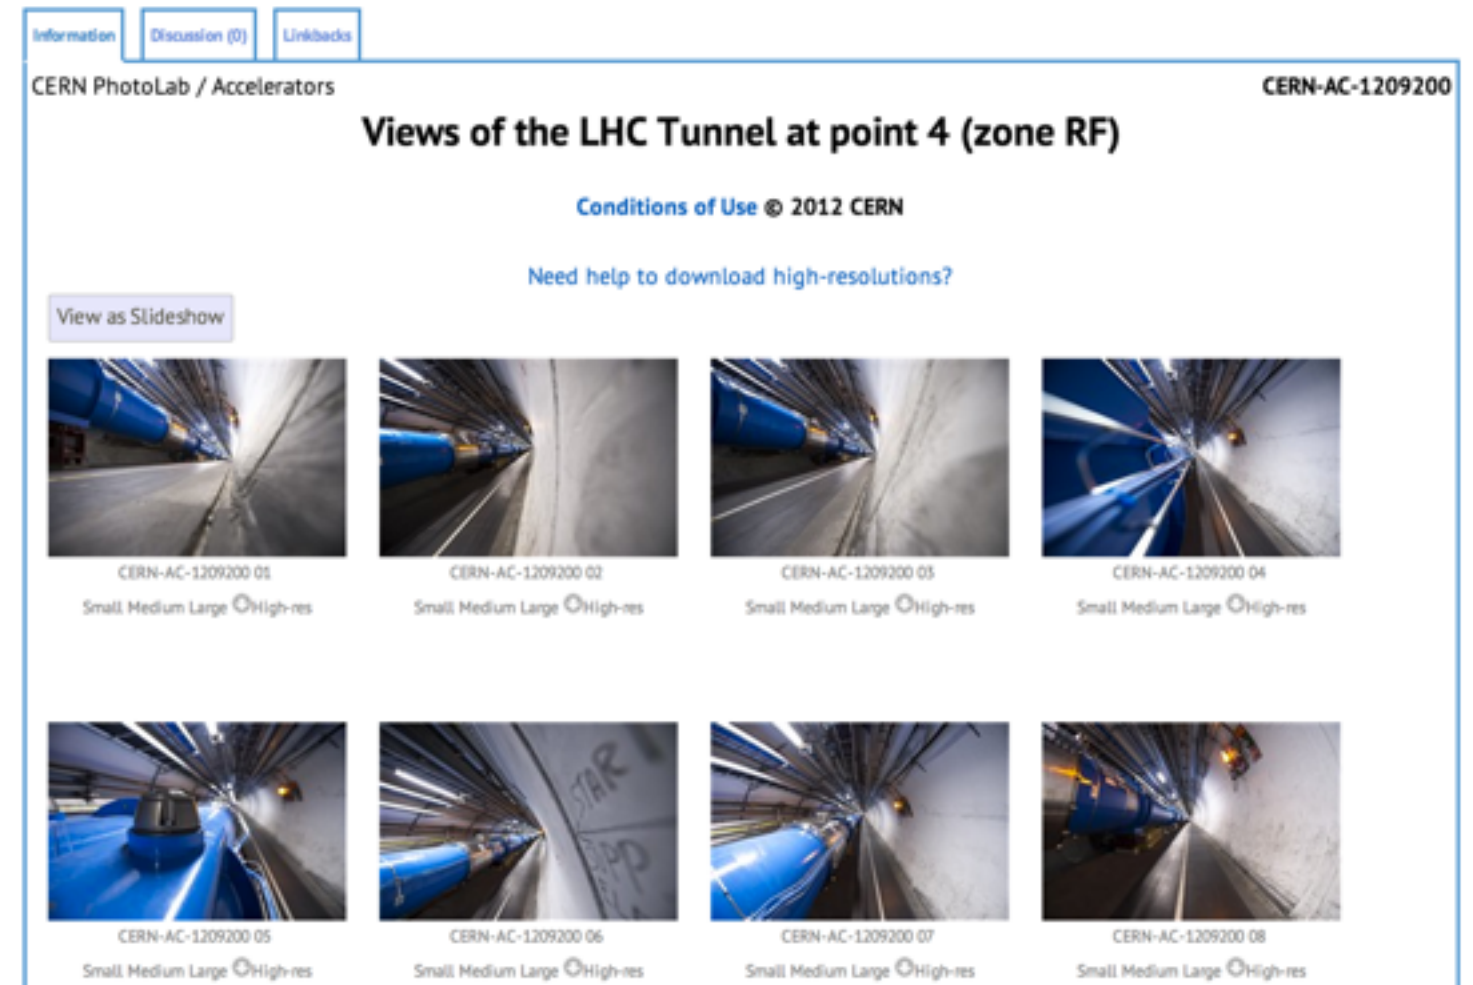 Information Discussion (0) Linkbacks
CERN PhotoLab / Accelerators CERN-AC-1209200
Views of the LHC Tunnel at point 4 (zone RF)
Conditions of Use © 2012 CERN
Need help to download high-resolutions?
View as Slideshow
CERN-AC-1209200 01 CERN-AC-1209200 02 CERN-AC-1209200 03 CERN-AC-1209200 04
Small Medium Large High-res Small Medium Large High-res Small Medium Large High-res Small Medium Large High-res
START
CERN-AC-1209200 05 CERN-AC-1209200 06 CERN-AC-1209200 07 CERN-AC-1209200 08
Small Medium Large High-res Small Medium Large High-res Small Medium Large High-res Small Medium Large High-res